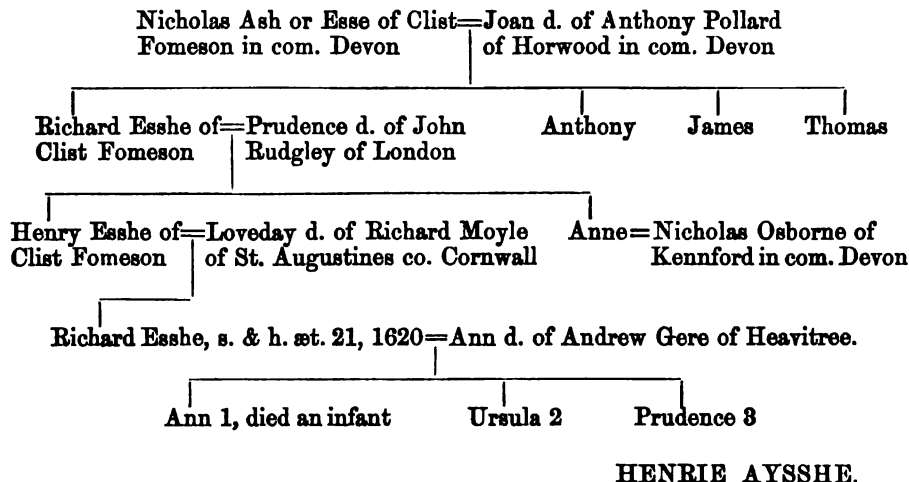 Nicholas Ash or Esse of Clist=Joan d. of Anthony Pollard
Fomeson in com. Devon of Horwood in com. Devon
Richard Esshe of=Prudence d. of John Anthony James Thomas
Clist Fomeson Rudgley of London
Henry Esshe of=Loveday d. of Richard Moyle Anne=Nicholas Osborne of
Clist Fomeson of St. Augustines co. Cornwall Kennford in com. Devon
Richard Esshe, s. & h. æt. 21, 1620=Ann d. of Andrew Gere of Heavitree.
Ann 1, died an infant Ursula 2 Prudence 3
HENRIE AYSSHE.